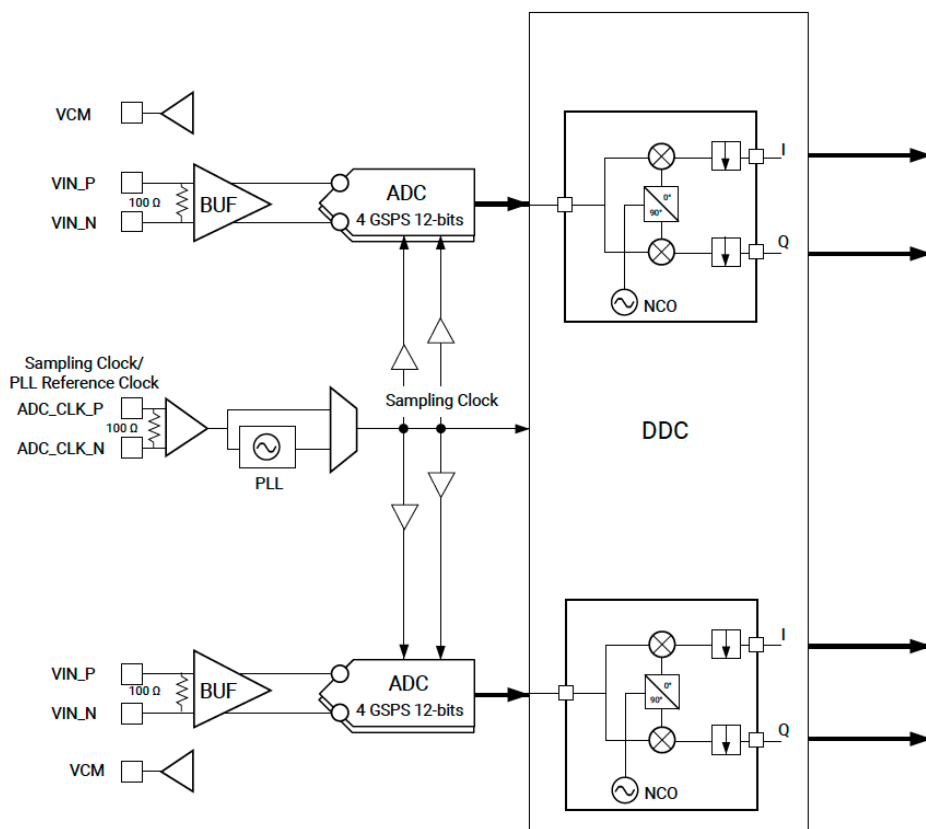 VCM
VIN_P
100 Ω
VIN_N
BUF
ADC
4 GSPS 12-bits
I
0°
90°
Q
NCO
Sampling Clock/
PLL Reference Clock
ADC_CLK_P
100 Ω
ADC_CLK_N
PLL
Sampling Clock
DDC
VIN_P
100 Ω
VIN_N
BUF
ADC
4 GSPS 12-bits
I
0°
90°
Q
NCO
VCM